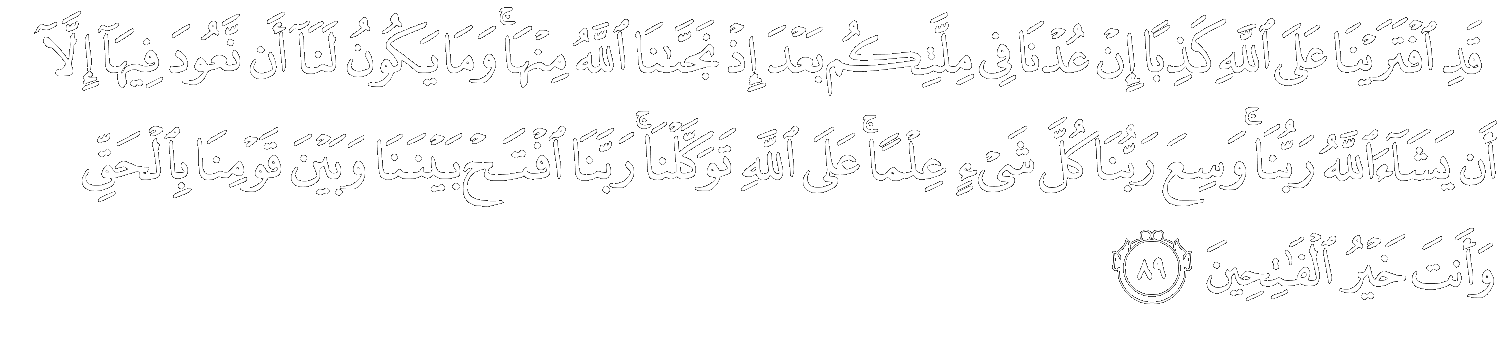 قَدِ ٱفْتَرَيْنَا عَلَى ٱللَّهِ كَذِبًا إِنْ عُدْنَا فِى مِلَّتِكُم بَعْدَ إِذْ نَجَّىٰنَا ٱللَّهُ مِنْهَا ۚ وَمَا يَكُونُ لَنَآ أَن نَّعُودَ فِيهَآ إِلَّآ
أَن يَشَآءَ ٱللَّهُ رَبُّنَا ۚ وَسِعَ رَبُّنَا كُلَّ شَىْءٍ عِلْمًا ۚ عَلَى ٱللَّهِ تَوَكَّلْنَا ۚ رَبَّنَا ٱفْتَحْ بَيْنَنَا وَبَيْنَ قَوْمِنَا بِٱلْحَقِّ
وَأَنتَ خَيْرُ ٱلْفَـٰتِحِينَ ٨٩